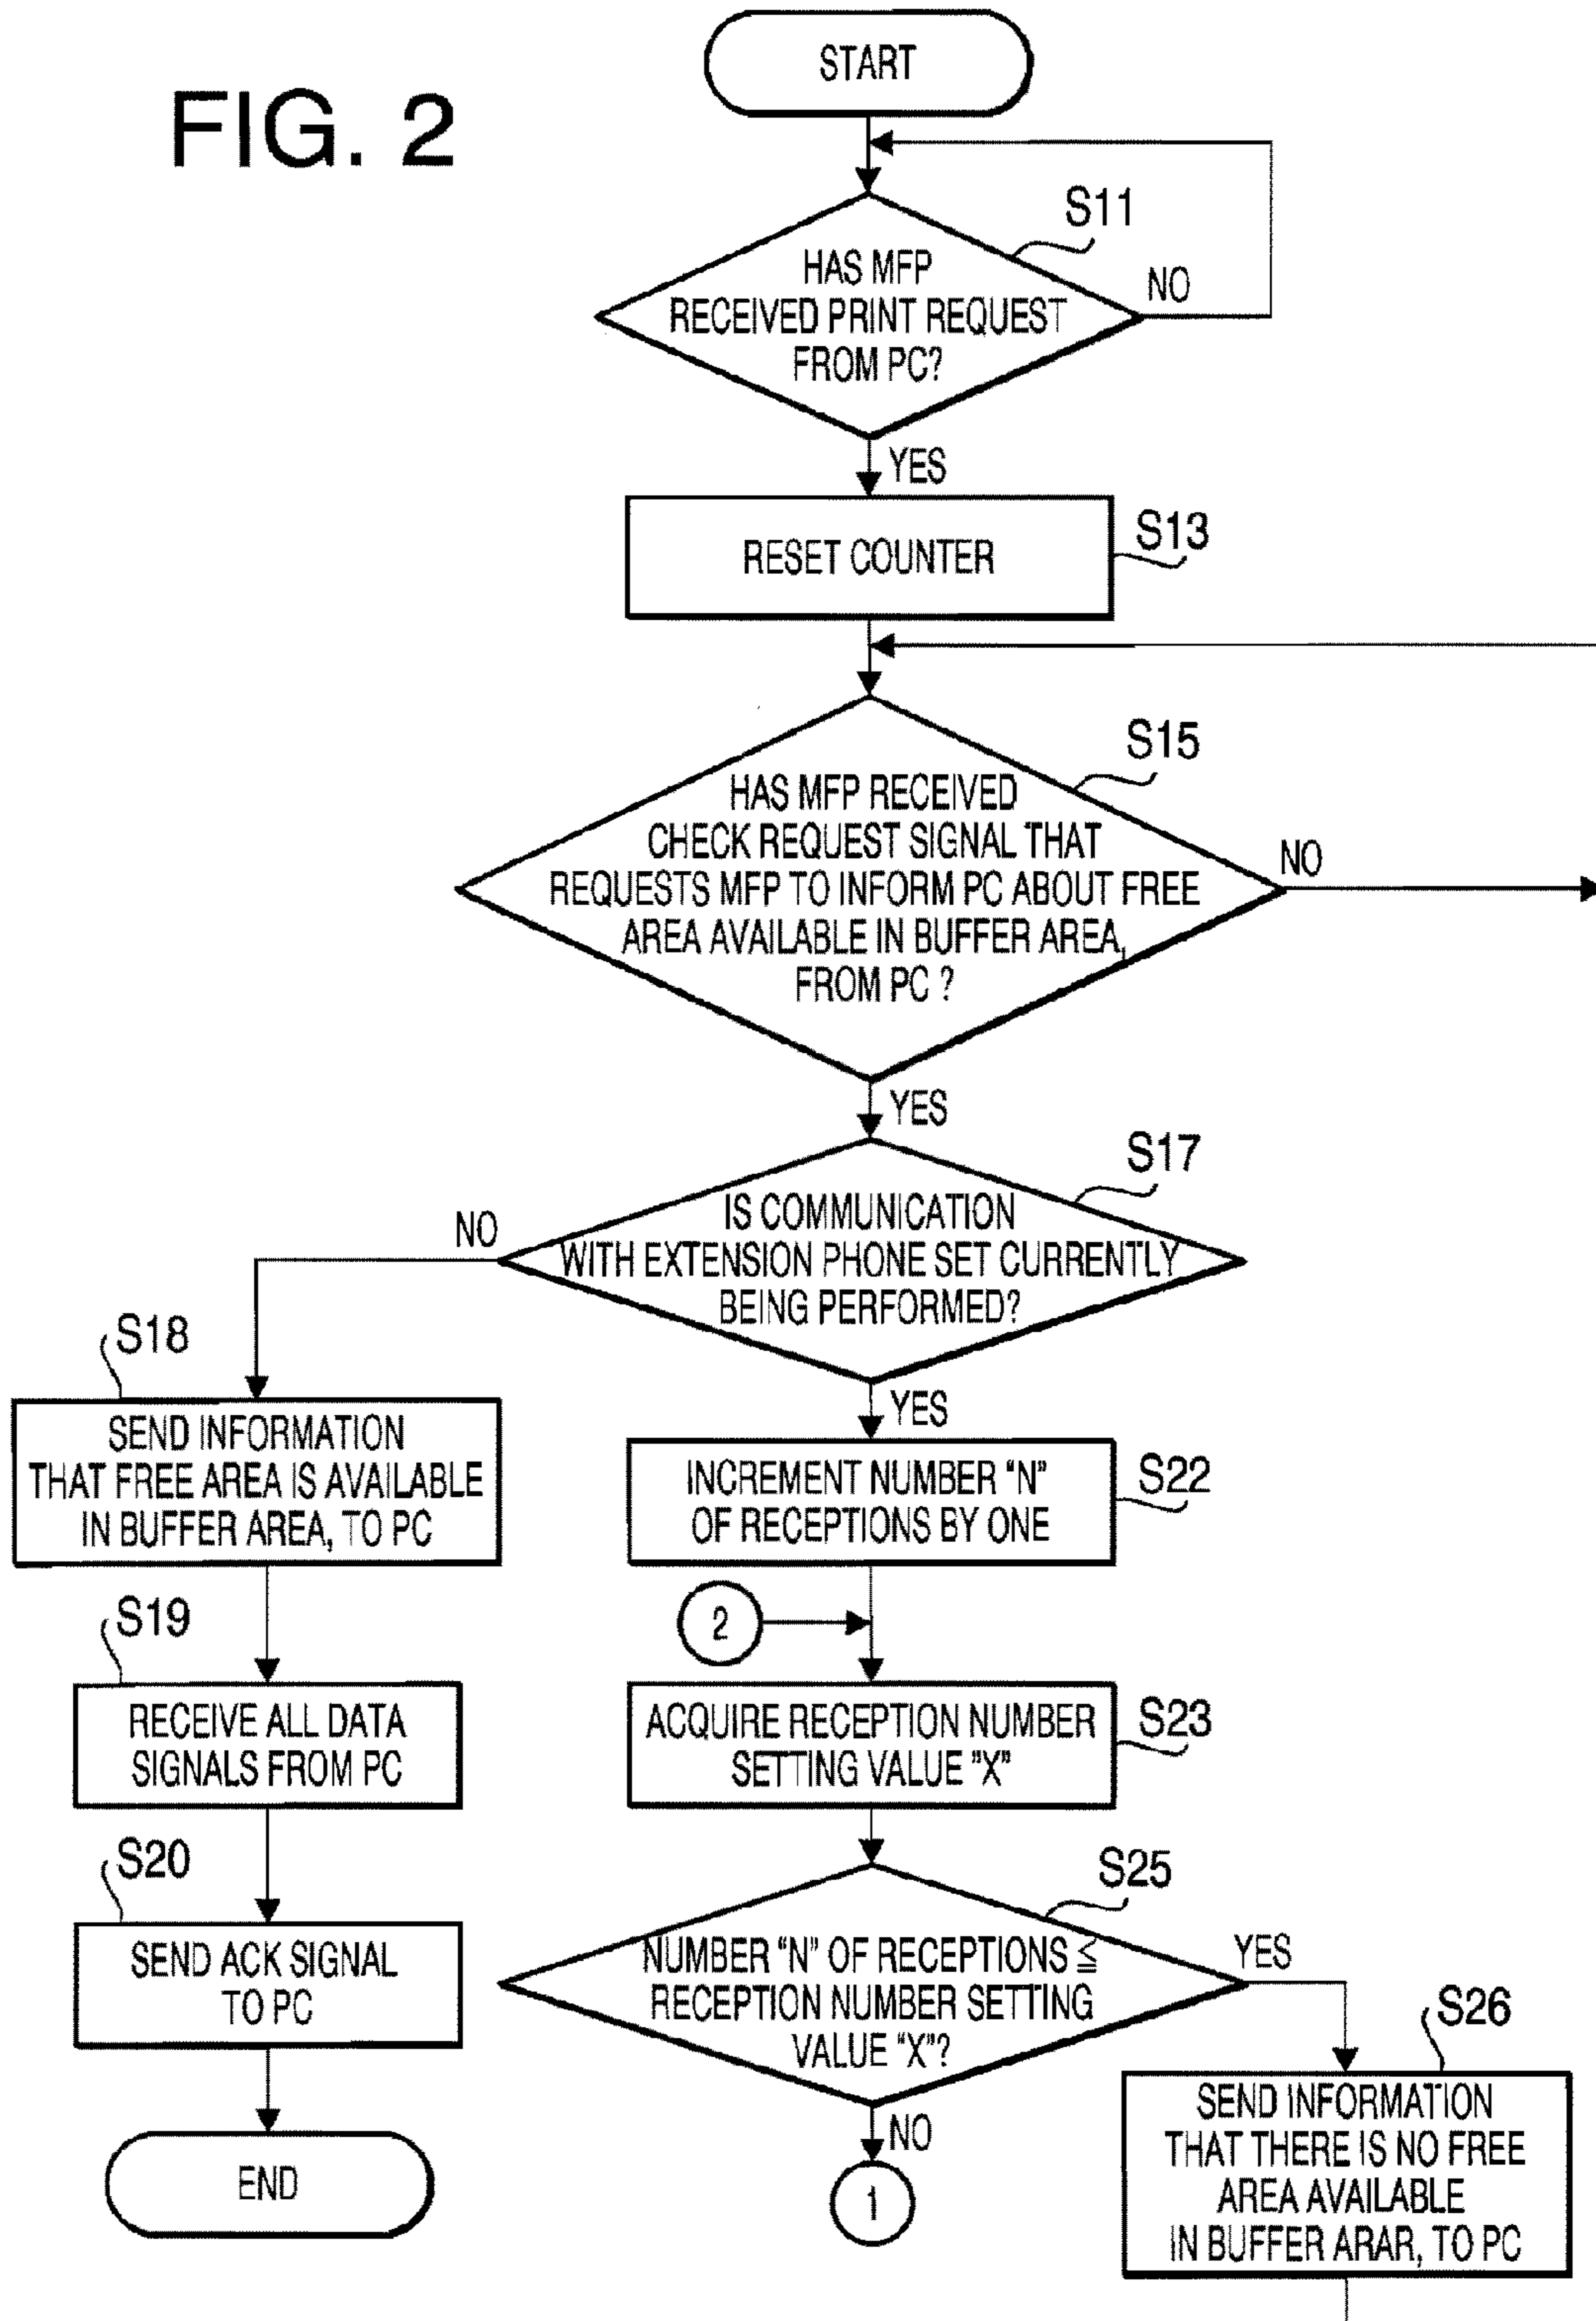 FIG. 2
START
S11
HAS MFP
RECEIVED PRINT REQUEST
FROM PC?
NO
YES
RESET COUNTER
S13
S15
HAS MFP RECEIVED
CHECK REQUEST SIGNAL THAT
REQUESTS MFP TO INFORM PC ABOUT FREE
AREA AVAILABLE IN BUFFER AREA,
FROM PC ?
NO
YES
S17
IS COMMUNICATION
WITH EXTENSION PHONE SET CURRENTLY
BEING PERFORMED?
NO
YES
S18
SEND INFORMATION
THAT FREE AREA IS AVAILABLE
IN BUFFER AREA, TO PC
S19
RECEIVE ALL DATA
SIGNALS FROM PC
S20
SEND ACK SIGNAL
TO PC
END
INCREMENT NUMBER "N"
OF RECEPTIONS BY ONE
S22
2
ACQUIRE RECEPTION NUMBER
SETTING VALUE "X"
S23
S25
NUMBER "N" OF RECEPTIONS ≦
RECEPTION NUMBER SETTING
VALUE "X"?
YES
NO
1
S26
SEND INFORMATION
THAT THERE IS NO FREE
AREA AVAILABLE
IN BUFFER ARAR, TO PC